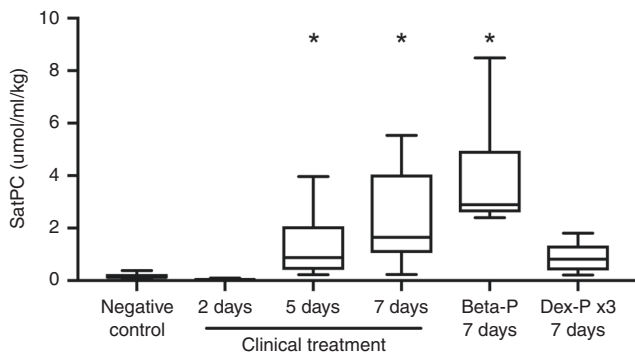 SatPC (umol/ml/kg)
10
8
6
4
2
0
* * *
Negative control
2 days
5 days
7 days
Clinical treatment
Beta-P 7 days
Dex-P x3 7 days